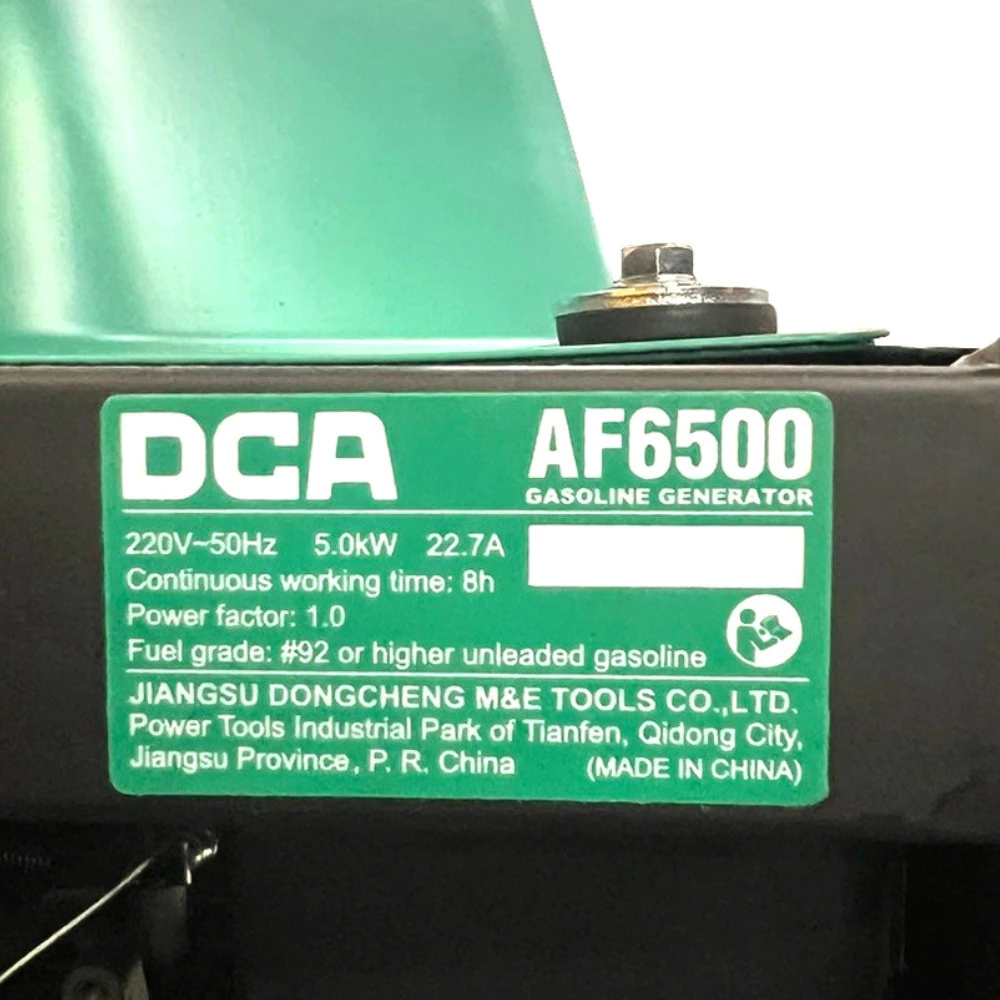 DCA AF6500
GASOLINE GENERATOR
220V~50Hz 5.0kW 22.7A
Continuous working time: 8h
Power factor: 1.0
Fuel grade: #92 or higher unleaded gasoline
JIANGSU DONGCHENG M&E TOOLS CO.,LTD.
Power Tools Industrial Park of Tianfen, Qidong City,
Jiangsu Province, P. R. China (MADE IN CHINA)